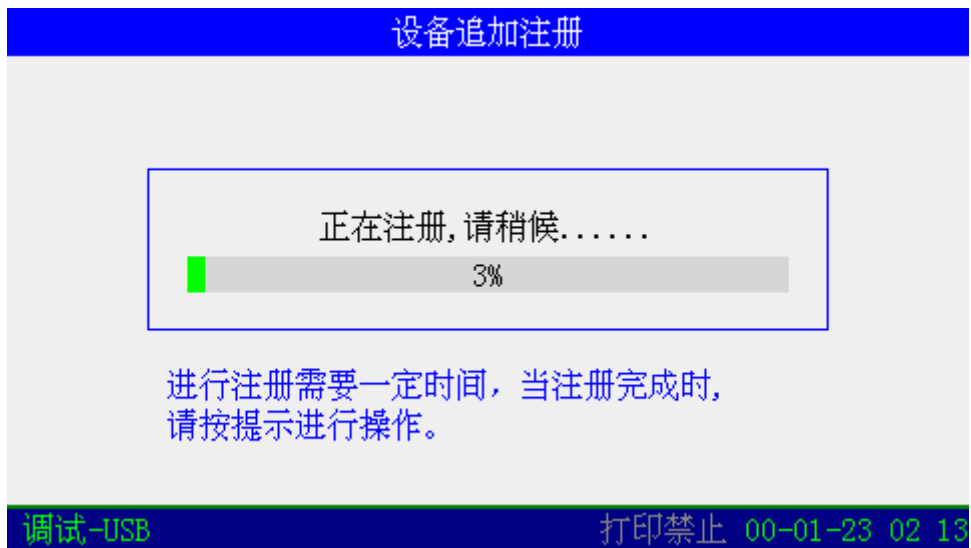 设备追加注册
正在注册,请稍候......
3%
进行注册需要一定时间，当注册完成时,
请按提示进行操作。
调试-USB 打印禁止 00-01-23 02 13